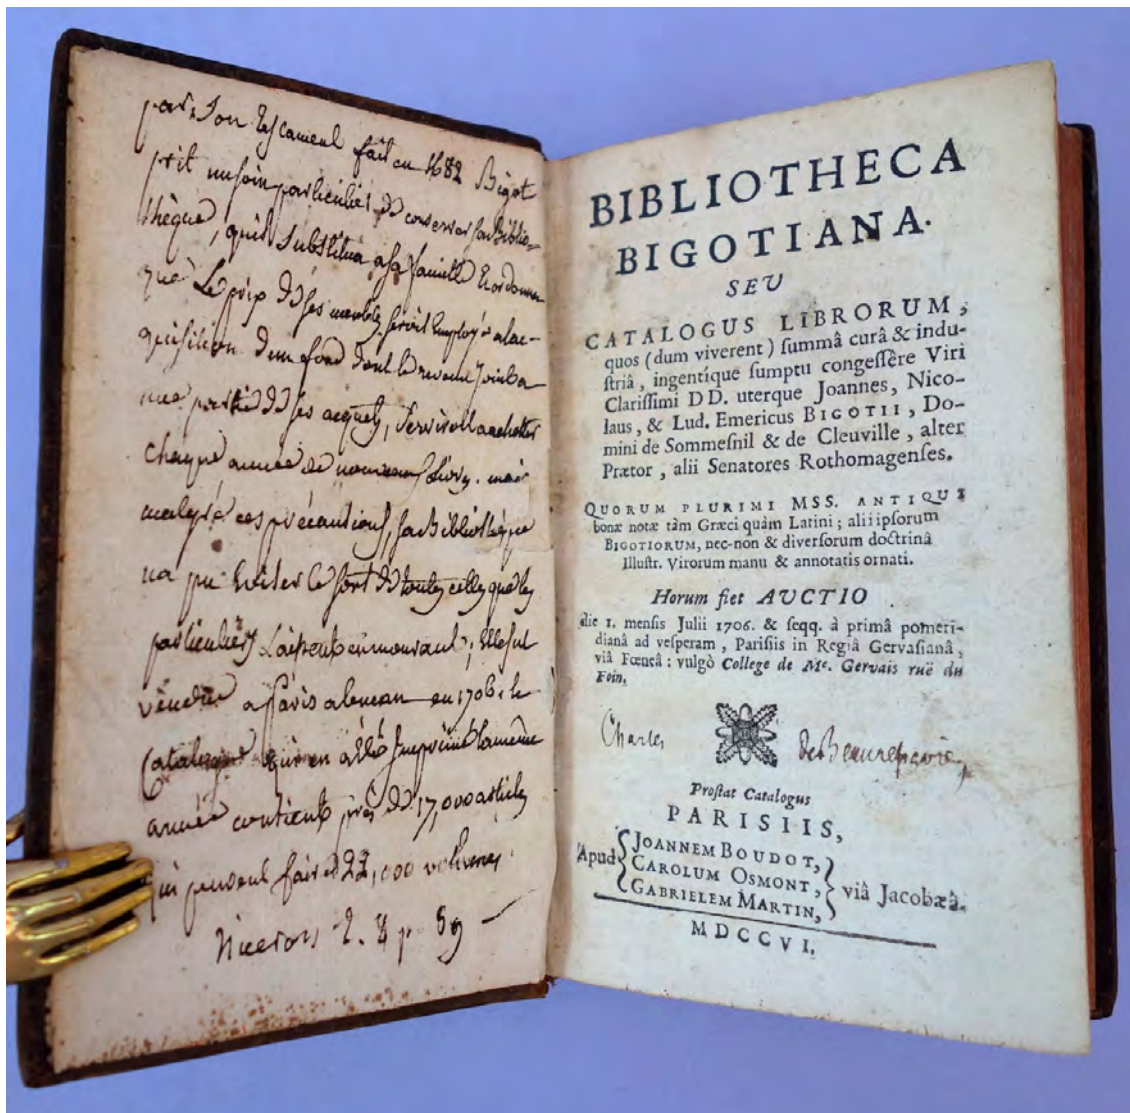 par Son testament fait en 1682 Bigot
prit un soin particulier de conserver sa Biblio=
thèque, qu'il Substitua a sa famille & ordonna
que Le prix de ses meubles seroit Employé a l'ac-
quisition d'un fond dont le revenu Joint a
une partie de ses acquets, serviroit a acheter
chaque année de nouveaux Livres. mais
malgré ces précautions, sa Bibliothèque
na pu Eviter le sort de toutes celles que les
particuliers Laissent en mourant; Elle fut
vendue a Paris a l'encan en 1706. le
Catalogue qui en a été Imprimé la meme
année contient près de 17,000 articles
qui peuvent faire 22,000 volumes.
Niceron t. 8 p 89
BIBLIOTHECA
BIGOTIANA.
SEU
CATALOGUS LIBRORUM,
quos (dum viverent) summâ curâ & indu-
striâ, ingentíque sumptu congessêre Viri
Clarissimi DD. uterque Joannes, Nico-
laus, & Lud. Emericus BIGOTII, Do-
mini de Sommesnil & de Cleuville, alter
Prætor, alii Senatores Rothomagenses.
QUORUM PLURIMI MSS. ANTIQUI
bonæ notæ tàm Græci quàm Latini; alii ipsorum
BIGOTIORUM, nec-non & diversorum doctrinâ
Illustr. Virorum manu & annotatis ornati.
Horum fiet AUCTIO
die 1. mensis Julii 1706. & seqq. à primâ pomeri-
dianâ ad vesperam, Parisiis in Regiâ Gervasianâ,
viâ Fœneâ: vulgò College de Me. Gervais ruë du
Foin,
Charles de Beaurepaire
Prostat Catalogus
PARISIIS,
Apud { JOANNEM BOUDOT,
CAROLUM OSMONT, } viâ Jacobæâ.
GABRIELEM MARTIN,
MDCCVI.